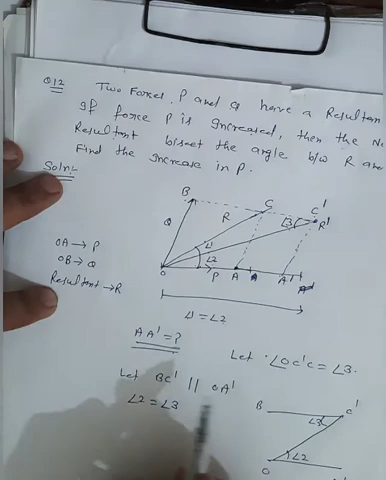 Q12 Two Forces, P and Q have a Resultan
If force P is Increased, then the N
Resultant bisect the angle b/w R and
Find the Increase in P.
Soln:-
B C C'
Q R ∠3 R'
∠1
∠2
O P A A'
OA → P
OB → Q
Resultant → R
∠1 = ∠2
AA' = P
Let ∠OC'C = ∠3.
Let BC' || OA'
∠2 = ∠3
B C'
∠3
∠2
O